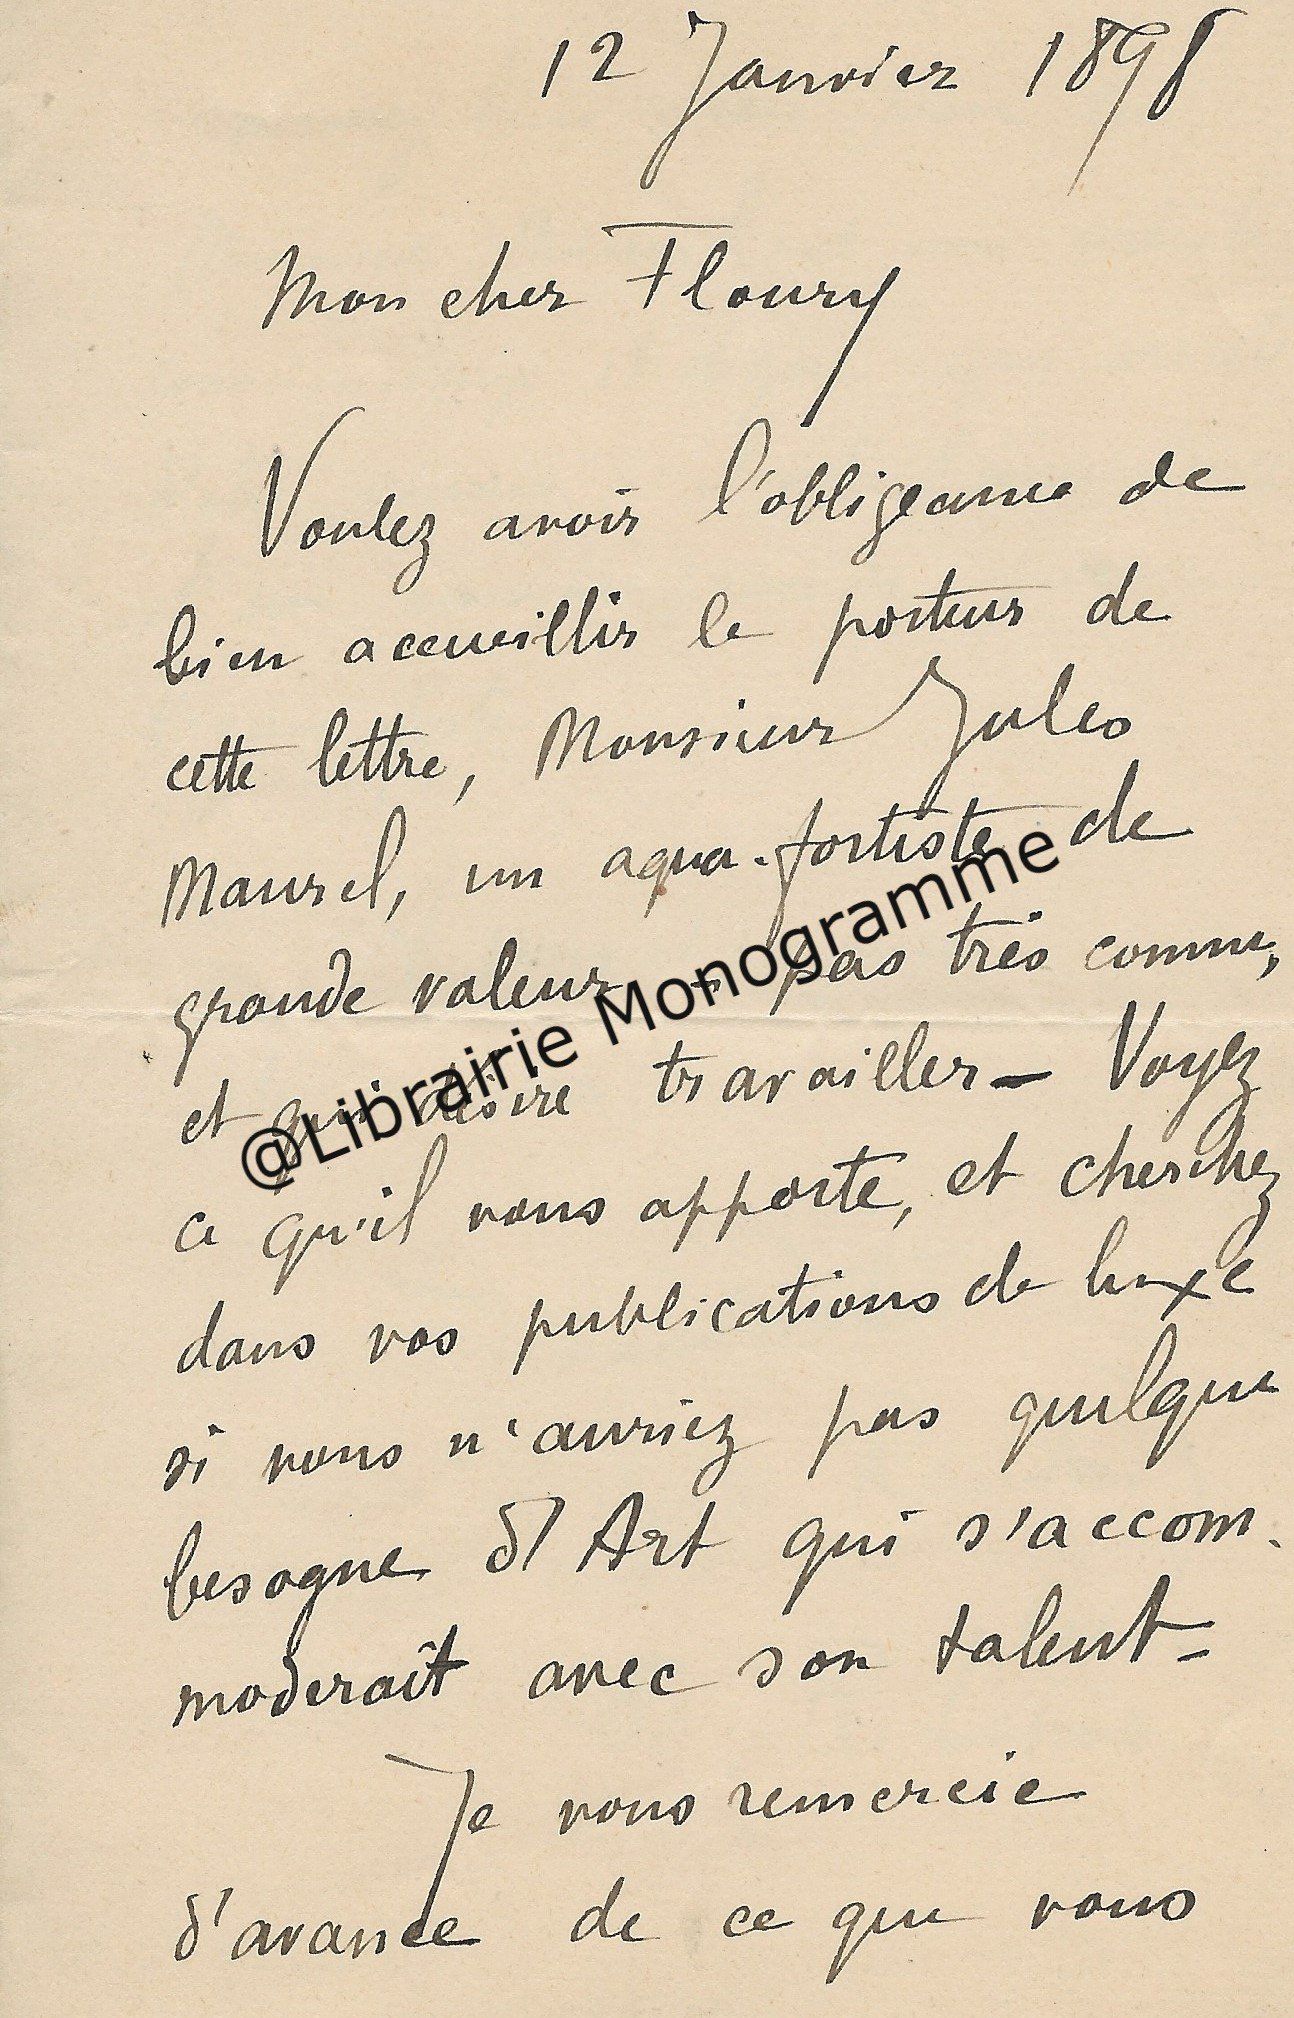 12 Janvier 1898
Mon cher Floury
Voulez avoir l'obligeance de
bien accueillir le porteur de
cette lettre, Monsieur Jules
Maurel, un aqua-fortiste de
grande valeur - pas très connu,
et qui désire travailler - Voyez
ce qu'il vous apporte, et cherchez
dans vos publications de luxe
si vous n'auriez pas quelque
besogne d'Art qui s'accom-
moderait avec son talent -
Je vous remercie
d'avance de ce que vous
@Librairie Monogramme